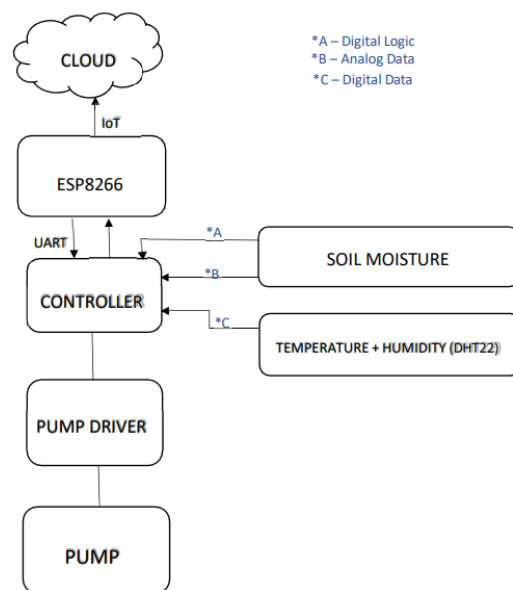 CLOUD
*A – Digital Logic
*B – Analog Data
*C – Digital Data
IoT
ESP8266
UART
*A
SOIL MOISTURE
*B
CONTROLLER
*C
TEMPERATURE + HUMIDITY (DHT22)
PUMP DRIVER
PUMP